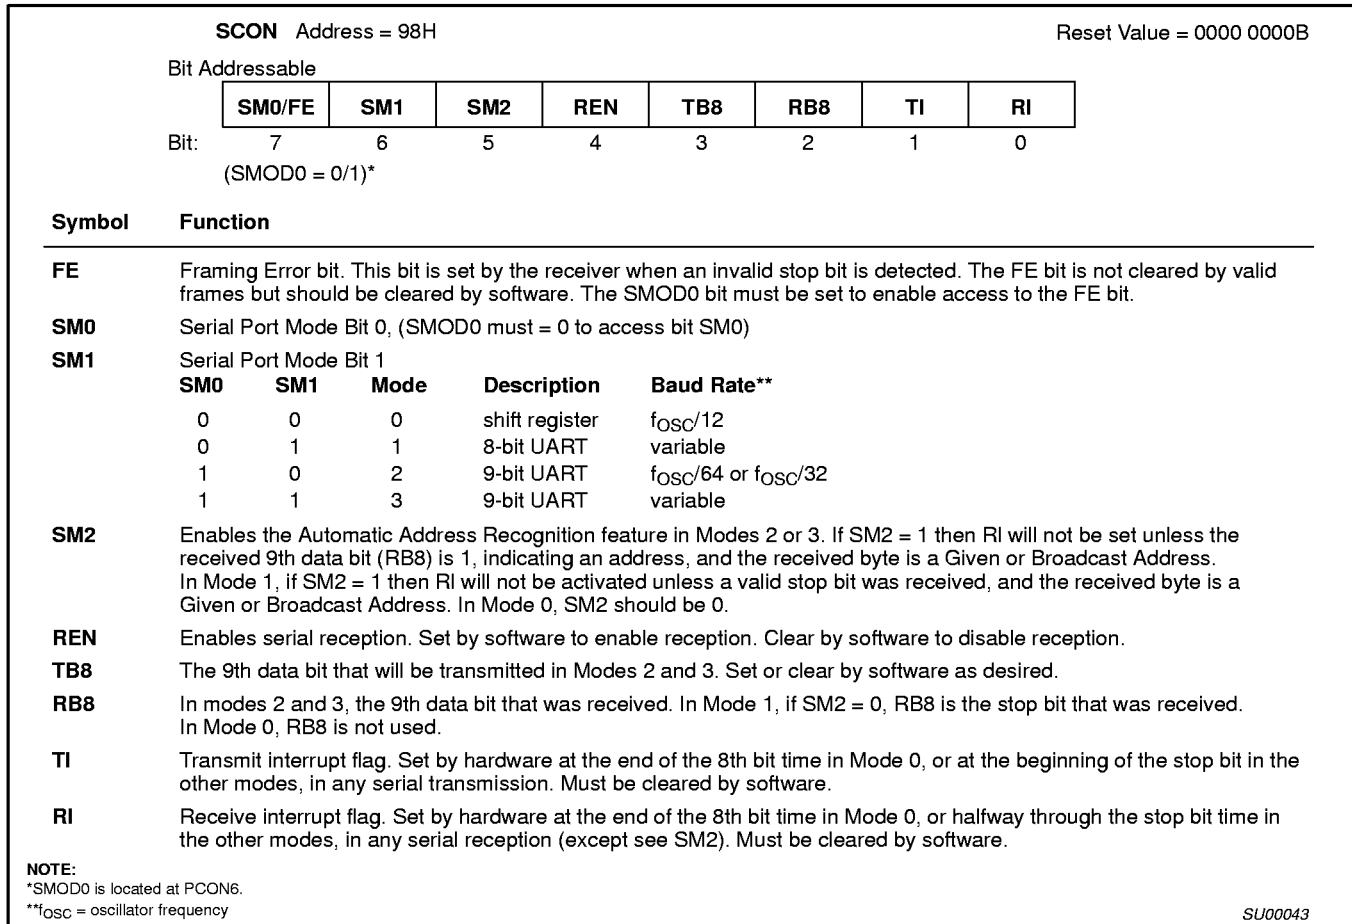 SCON Address = 98H Reset Value = 0000 0000B
Bit Addressable
SM0/FE SM1 SM2 REN TB8 RB8 TI RI
Bit: 7 6 5 4 3 2 1 0
(SMOD0 = 0/1)*
Symbol Function
FE Framing Error bit. This bit is set by the receiver when an invalid stop bit is detected. The FE bit is not cleared by valid
frames but should be cleared by software. The SMOD0 bit must be set to enable access to the FE bit.
SM0 Serial Port Mode Bit 0, (SMOD0 must = 0 to access bit SM0)
SM1 Serial Port Mode Bit 1
SM0 SM1 Mode Description Baud Rate**
0 0 0 shift register fOSC/12
0 1 1 8-bit UART variable
1 0 2 9-bit UART fOSC/64 or fOSC/32
1 1 3 9-bit UART variable
SM2 Enables the Automatic Address Recognition feature in Modes 2 or 3. If SM2 = 1 then RI will not be set unless the
received 9th data bit (RB8) is 1, indicating an address, and the received byte is a Given or Broadcast Address.
In Mode 1, if SM2 = 1 then RI will not be activated unless a valid stop bit was received, and the received byte is a
Given or Broadcast Address. In Mode 0, SM2 should be 0.
REN Enables serial reception. Set by software to enable reception. Clear by software to disable reception.
TB8 The 9th data bit that will be transmitted in Modes 2 and 3. Set or clear by software as desired.
RB8 In modes 2 and 3, the 9th data bit that was received. In Mode 1, if SM2 = 0, RB8 is the stop bit that was received.
In Mode 0, RB8 is not used.
TI Transmit interrupt flag. Set by hardware at the end of the 8th bit time in Mode 0, or at the beginning of the stop bit in the
other modes, in any serial transmission. Must be cleared by software.
RI Receive interrupt flag. Set by hardware at the end of the 8th bit time in Mode 0, or halfway through the stop bit time in
the other modes, in any serial reception (except see SM2). Must be cleared by software.
NOTE:
*SMOD0 is located at PCON6.
**fOSC = oscillator frequency SU00043